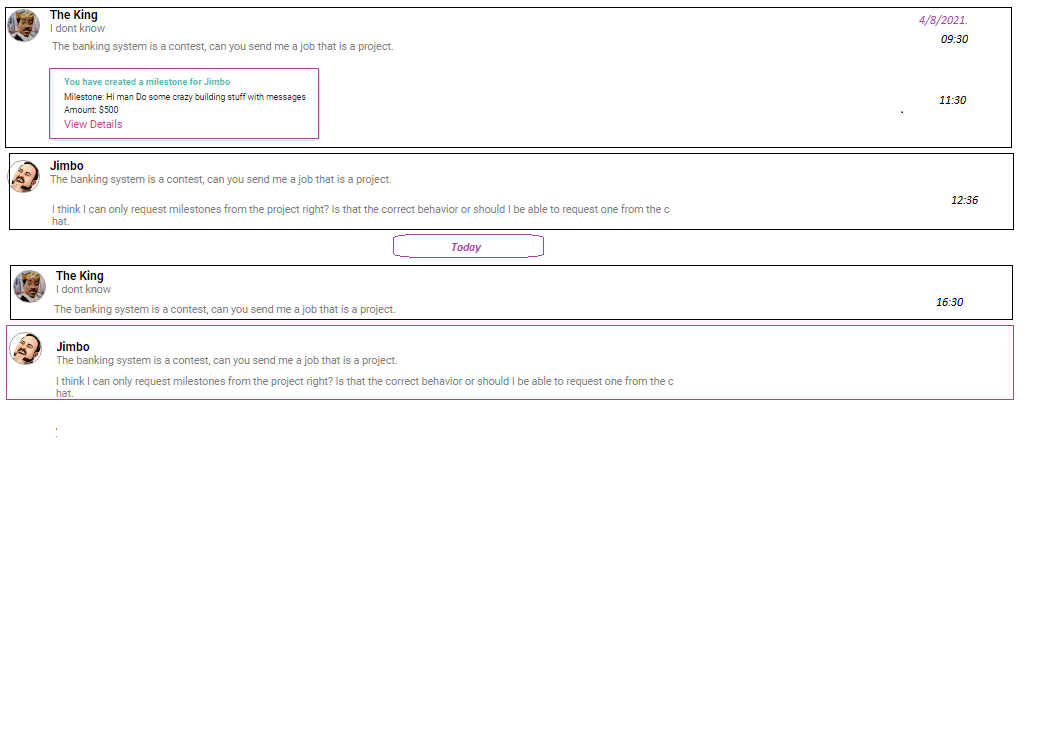 The King
4/8/2021.
I dont know
09:30
The banking system is a contest, can you send me a job that is a project.
You have created a milestone for Jimbo
Milestone: Hi man Do some crazy building stuff with messages
11:30
Amount: $500
View Details
Jimbo
The banking system is a contest, can you send me a job that is a project.
12:36
I think I can only request milestones from the project right? Is that the correct behavior or should I be able to request one from the c
hat.
Today
The King
I dont know
16:30
The banking system is a contest, can you send me a job that is a project.
Jimbo
The banking system is a contest, can you send me a job that is a project.
I think I can only request milestones from the project right? Is that the correct behavior or should I be able to request one from the c
hat.